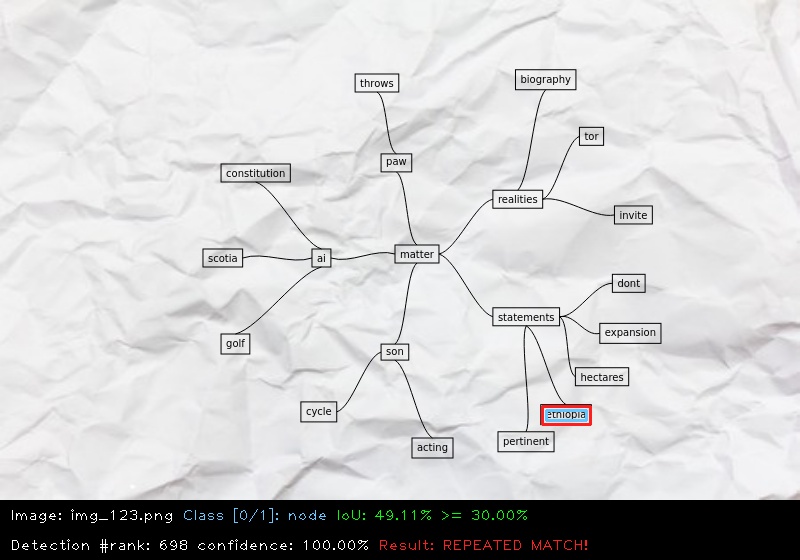 throws
biography
tor
paw
constitution
realities
invite
scotia
ai
matter
dont
statements
expansion
golf
son
hectares
cycle
ethiopia
pertinent
acting
Image: img_123.png Class [0/1]: node IoU: 49.11% >= 30.00%
Detection #rank: 698 confidence: 100.00% Result: REPEATED MATCH!